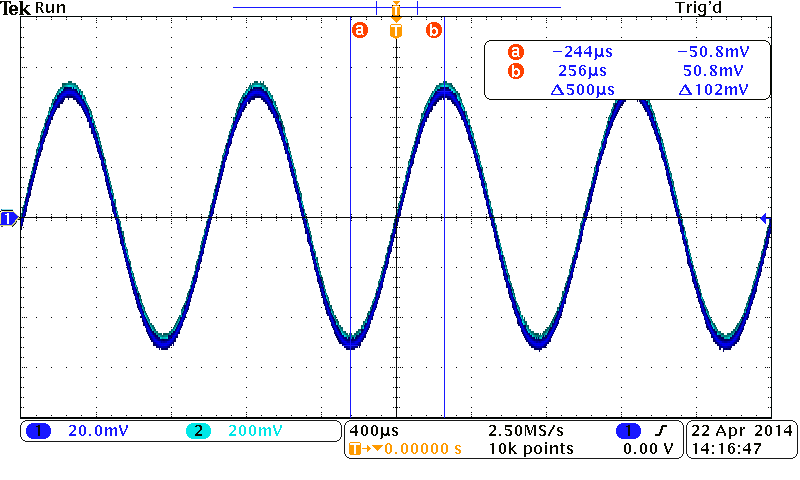 Tek Run Trig'd
T
a T b
a −244µs −50.8mV
b 256µs 50.8mV
Δ500µs Δ102mV
1
1 20.0mV 2 200mV 400µs 2.50MS/s 1 22 Apr 2014
T→▼0.00000 s 10k points 0.00 V 14:16:47